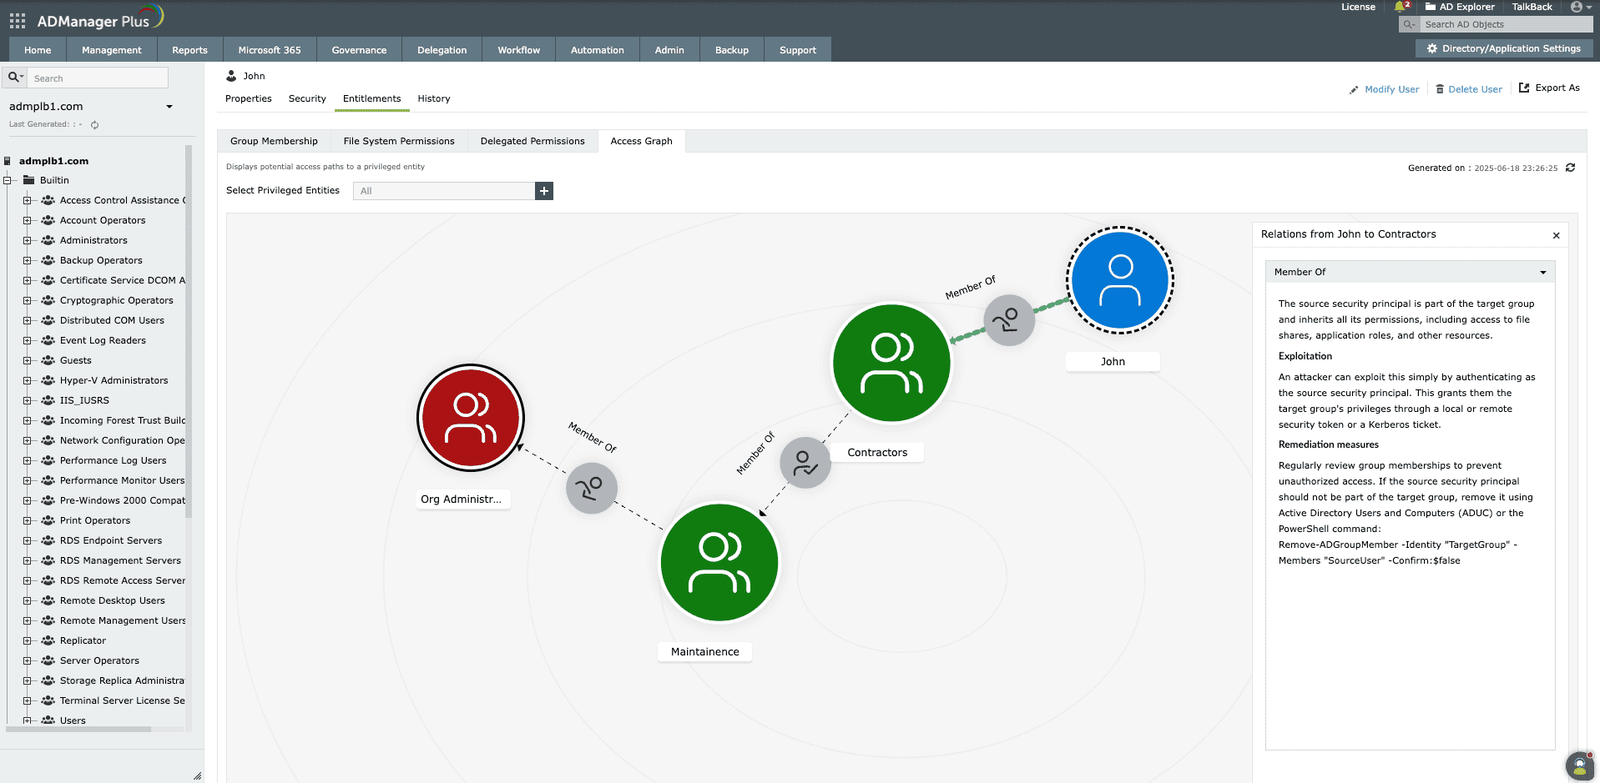 ADManager Plus
License
2
AD Explorer
TalkBack
Search AD Objects
Home
Management
Reports
Microsoft 365
Governance
Delegation
Workflow
Automation
Admin
Backup
Support
Directory/Application Settings
Search
admplb1.com
Last Generated: : -
admplb1.com
Builtin
Access Control Assistance
Account Operators
Administrators
Backup Operators
Certificate Service DCOM A
Cryptographic Operators
Distributed COM Users
Event Log Readers
Guests
Hyper-V Administrators
IIS_IUSRS
Incoming Forest Trust Builc
Network Configuration Ope
Performance Log Users
Performance Monitor Users
Pre-Windows 2000 Compat
Print Operators
RDS Endpoint Servers
RDS Management Servers
RDS Remote Access Server
Remote Desktop Users
Remote Management Users
Replicator
Server Operators
Storage Replica Administra
Terminal Server License Se
Users
John
Properties
Security
Entitlements
History
Modify User
Delete User
Export As
Group Membership
File System Permissions
Delegated Permissions
Access Graph
Displays potential access paths to a privileged entity
Generated on : 2025-06-18 23:26:25
Select Privileged Entities
All
+
Member Of
John
Contractors
Member Of
Member Of
Org Administr...
Maintainence
Relations from John to Contractors
Member Of
The source security principal is part of the target group
and inherits all its permissions, including access to file
shares, application roles, and other resources.
Exploitation
An attacker can exploit this simply by authenticating as
the source security principal. This grants them the
target group's privileges through a local or remote
security token or a Kerberos ticket.
Remediation measures
Regularly review group memberships to prevent
unauthorized access. If the source security principal
should not be part of the target group, remove it using
Active Directory Users and Computers (ADUC) or the
PowerShell command:
Remove-ADGroupMember -Identity "TargetGroup" -
Members "SourceUser" -Confirm:$false